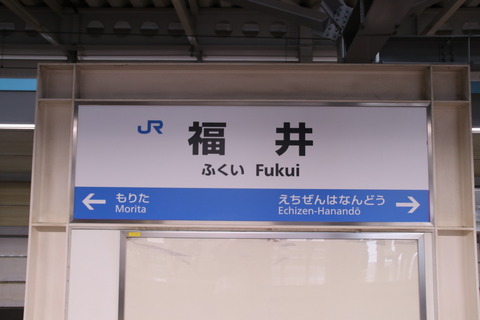 JR 福井
ふくい Fukui
← もりた えちぜんはなんどう →
Morita Echizen-Hanandō